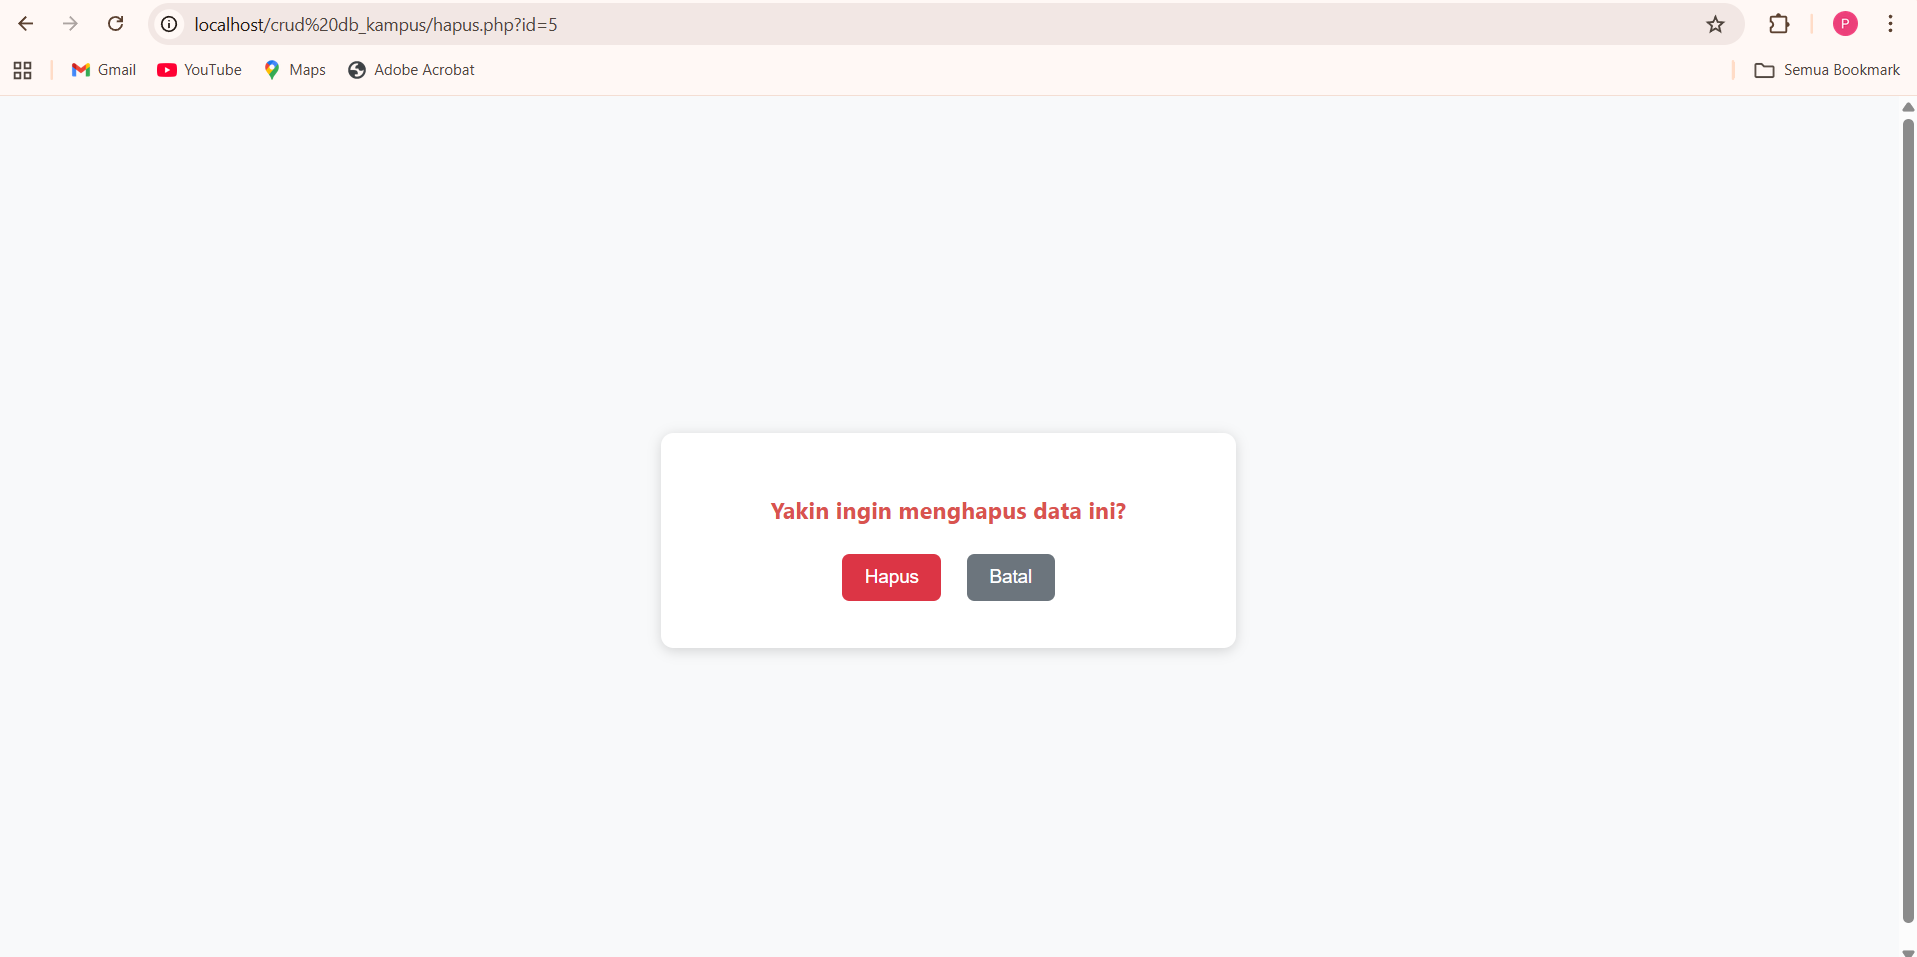 localhost/crud%20db_kampus/hapus.php?id=5
P
Gmail YouTube Maps Adobe Acrobat Semua Bookmark
Yakin ingin menghapus data ini?
Hapus Batal